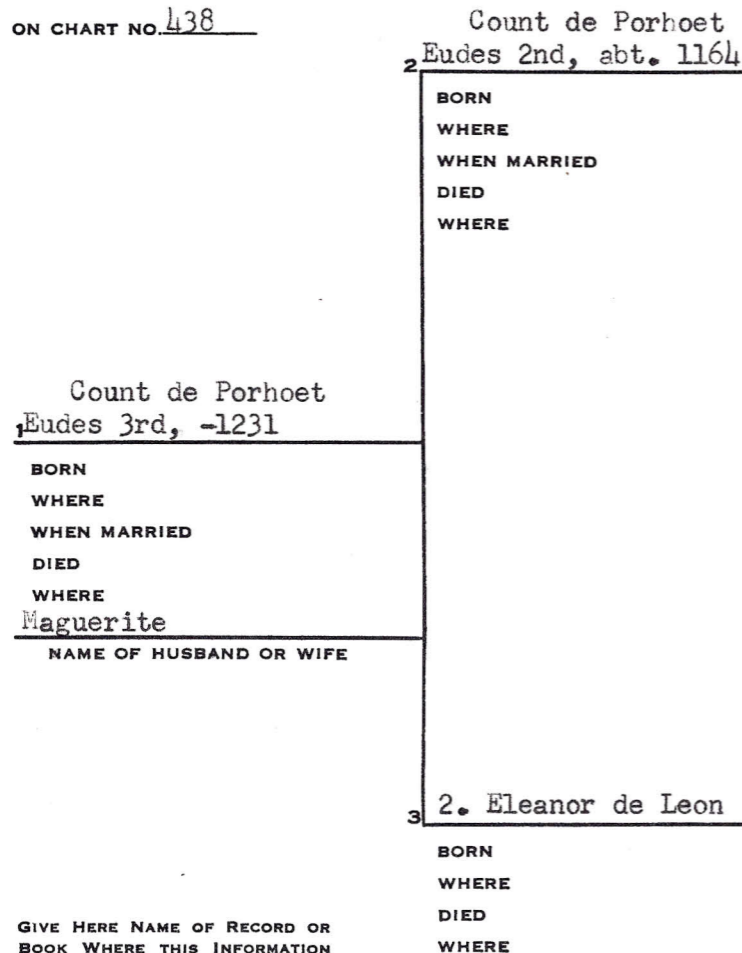 ON CHART NO. 438
Count de Porhoet
2 Eudes 2nd, abt. 1164
BORN
WHERE
WHEN MARRIED
DIED
WHERE
Count de Porhoet
1 Eudes 3rd, -1231
BORN
WHERE
WHEN MARRIED
DIED
WHERE
Maguerite
NAME OF HUSBAND OR WIFE
3 2. Eleanor de Leon
BORN
WHERE
DIED
WHERE
GIVE HERE NAME OF RECORD OR
BOOK WHERE THIS INFORMATION